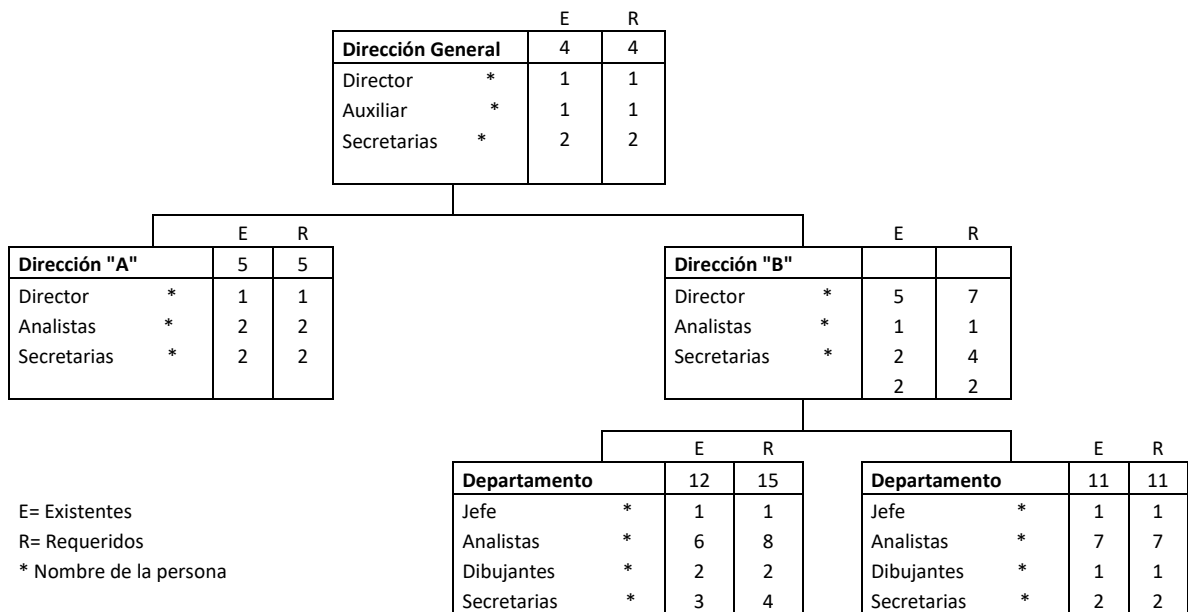 E R
Dirección General 4 4
Director * 1 1
Auxiliar * 1 1
Secretarias * 2 2
E R
Dirección "A" 5 5
Director * 1 1
Analistas * 2 2
Secretarias * 2 2
E R
Dirección "B"
Director * 5 7
Analistas * 1 1
Secretarias * 2 4
2 2
E R
Departamento 12 15
Jefe * 1 1
Analistas * 6 8
Dibujantes * 2 2
Secretarias * 3 4
E R
Departamento 11 11
Jefe * 1 1
Analistas * 7 7
Dibujantes * 1 1
Secretarias * 2 2
E= Existentes
R= Requeridos
* Nombre de la persona